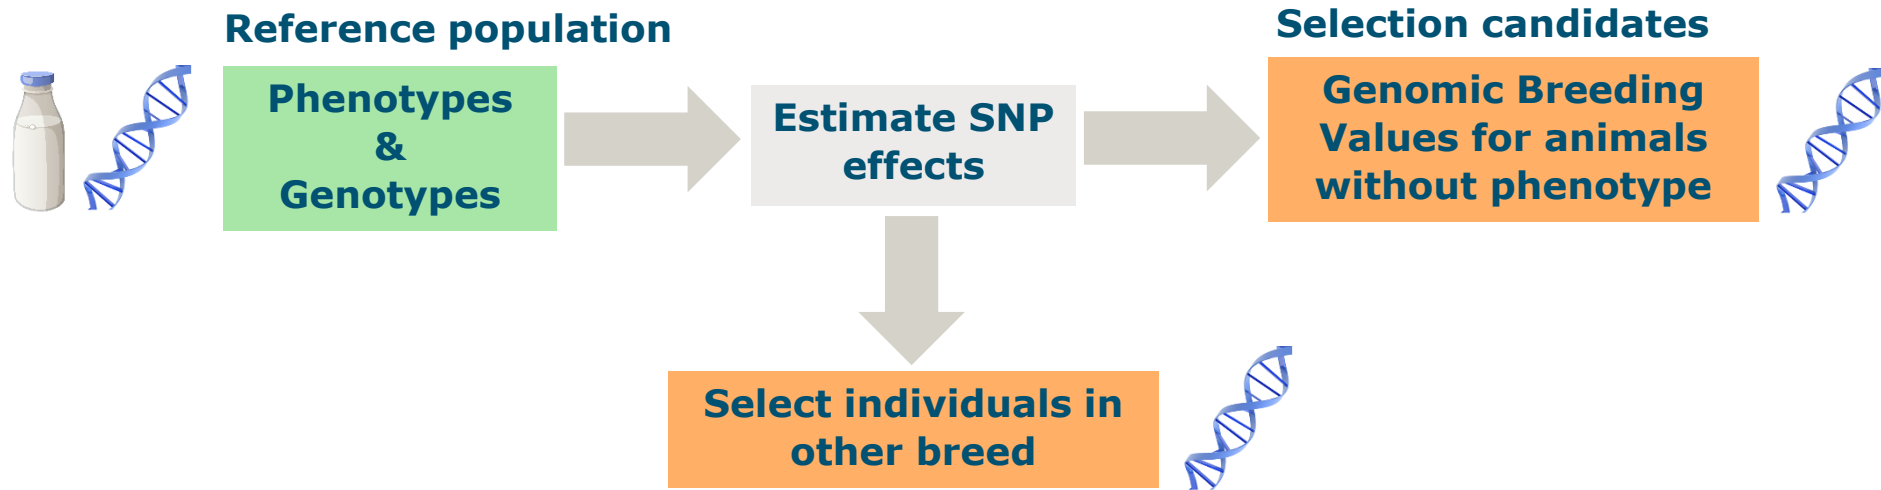 Reference population
Phenotypes
&
Genotypes
Estimate SNP
effects
Selection candidates
Genomic Breeding
Values for animals
without phenotype
Select individuals in
other breed